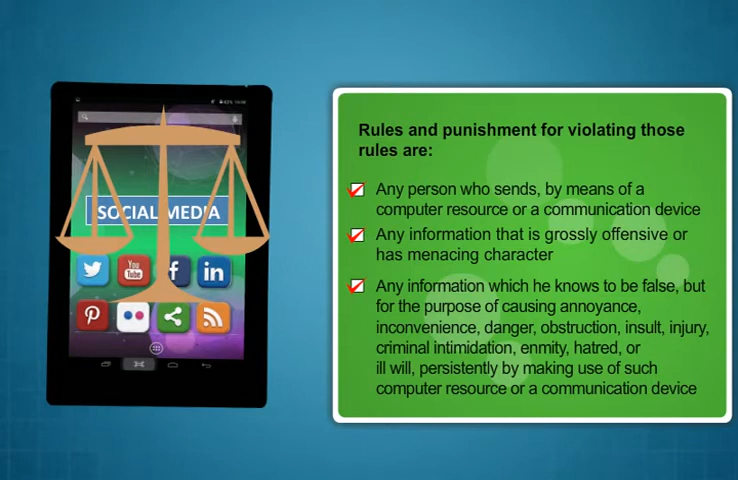 SOCIAL MEDIA
You
Tube
f
in
Rules and punishment for violating those
rules are:
Any person who sends, by means of a
computer resource or a communication device
Any information that is grossly offensive or
has menacing character
Any information which he knows to be false, but
for the purpose of causing annoyance,
inconvenience, danger, obstruction, insult, injury,
criminal intimidation, enmity, hatred, or
ill will, persistently by making use of such
computer resource or a communication device